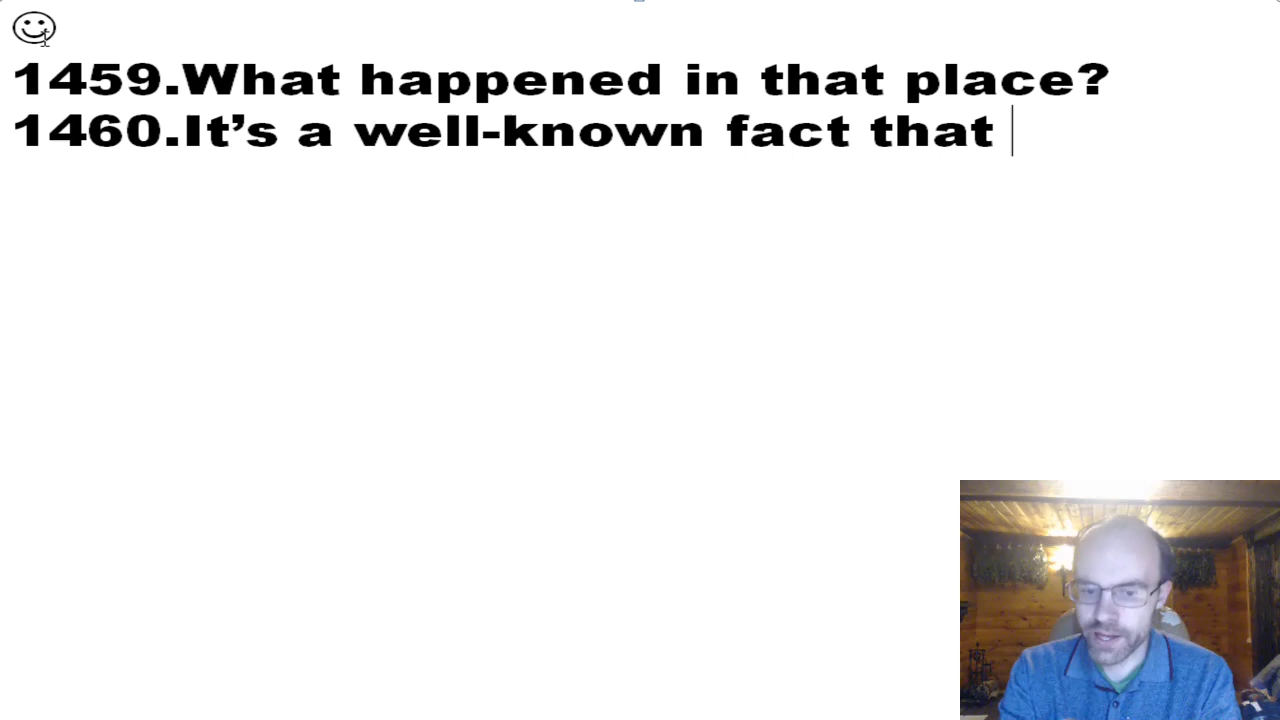 1459.What happened in that place?
1460.It’s a well-known fact that